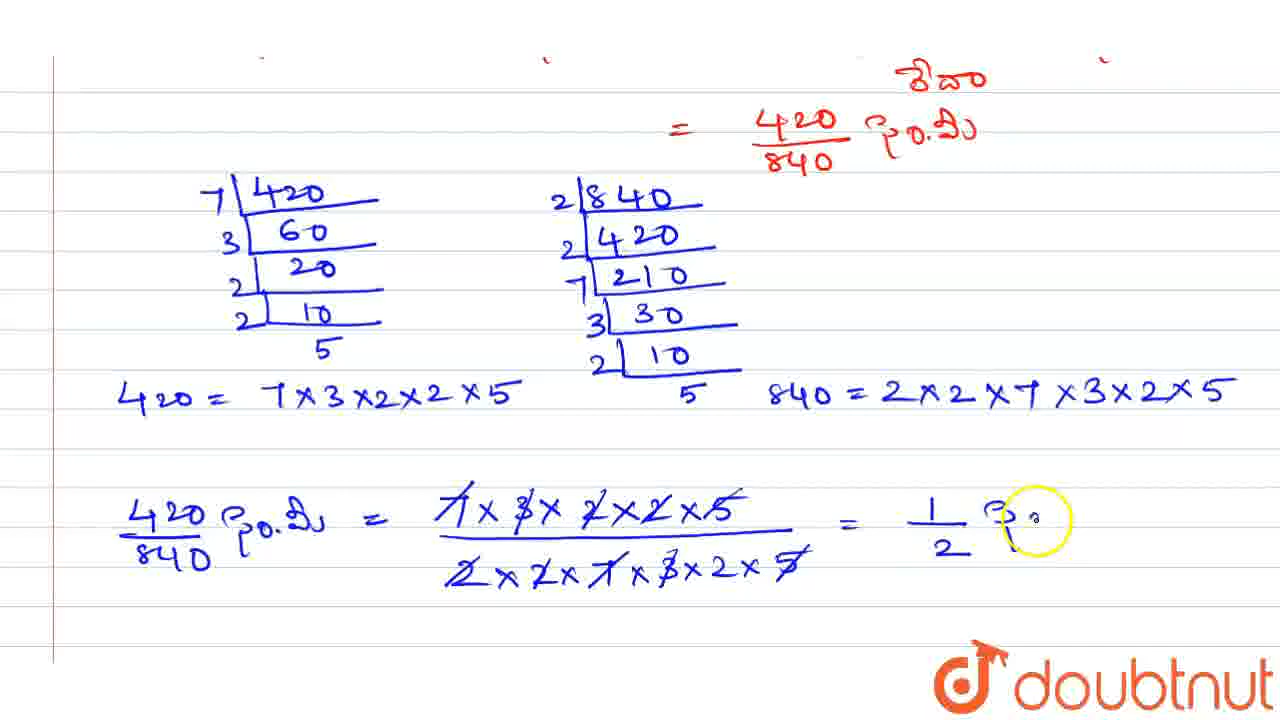 లేదా
= 420/840 సెం.మీ
7 | 420
3 | 60
2 | 20
2 | 10
5
2 | 840
2 | 420
7 | 210
3 | 30
2 | 10
5
420 = 7 × 3 × 2 × 2 × 5
840 = 2 × 2 × 7 × 3 × 2 × 5
420/840 సెం.మీ = 7 × 3 × 2 × 2 × 5 / 2 × 2 × 7 × 3 × 2 × 5 = 1/2
doubtnut